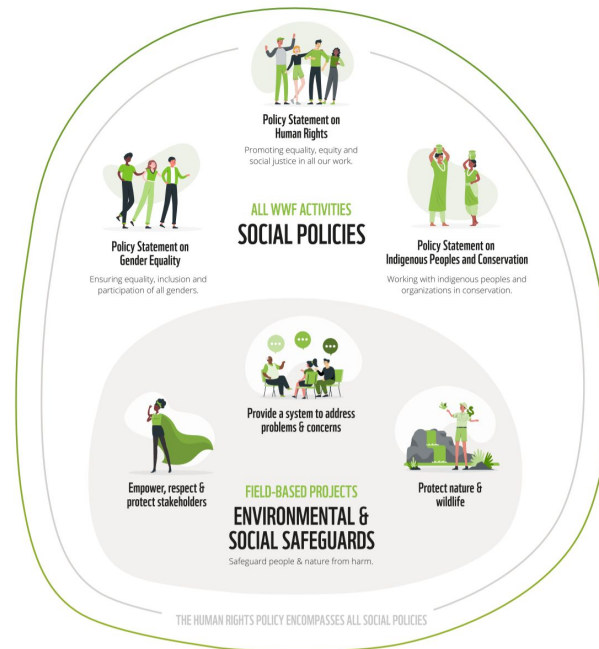 Policy Statement on
Human Rights
Promoting equality, equity and
social justice in all our work.
ALL WWF ACTIVITIES
SOCIAL POLICIES
Policy Statement on
Gender Equality
Ensuring equality, inclusion and
participation of all genders.
Policy Statement on
Indigenous Peoples and Conservation
Working with indigenous peoples and
organizations in conservation.
Provide a system to address
problems & concerns
Empower, respect &
protect stakeholders
Protect nature &
wildlife
FIELD-BASED PROJECTS
ENVIRONMENTAL &
SOCIAL SAFEGUARDS
Safeguard people & nature from harm.
THE HUMAN RIGHTS POLICY ENCOMPASSES ALL SOCIAL POLICIES